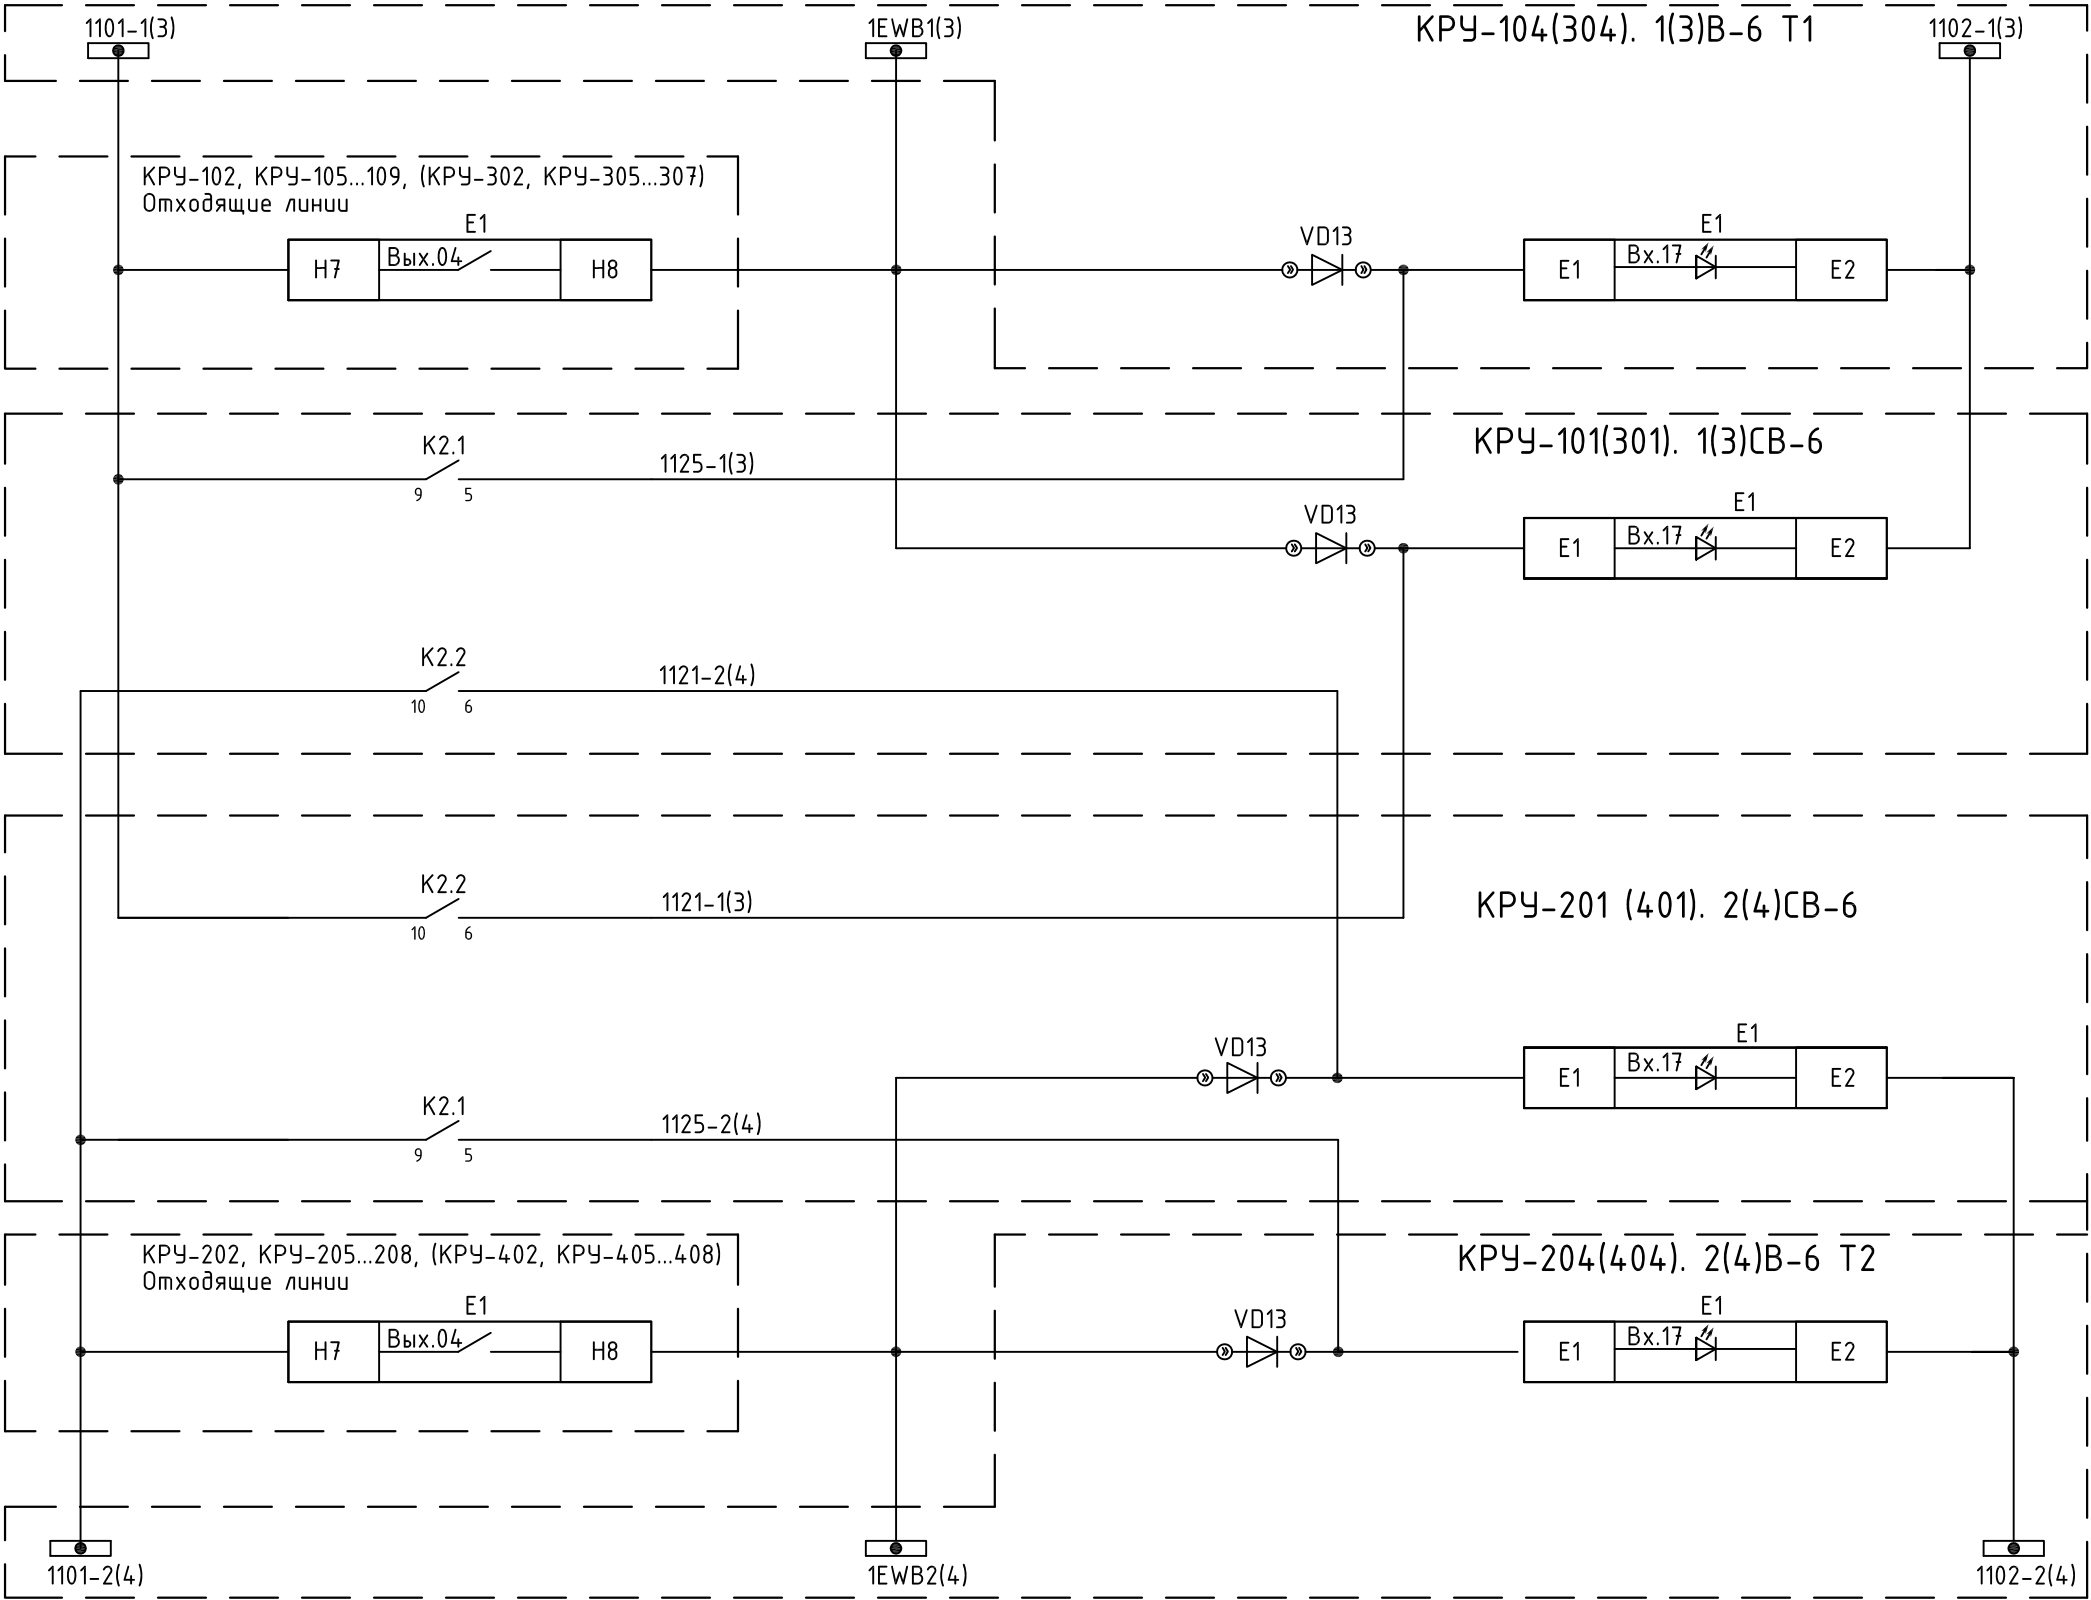 1101-1(3)
1EWB1(3)
КРУ-104(304). 1(3)В-6 Т1
1102-1(3)
КРУ-102, КРУ-105...109, (КРУ-302, КРУ-305...307)
Отходящие линии
E1
H7
Вых.04
H8
VD13
E1
E1
Вх.17
E2
КРУ-101(301). 1(3)СВ-6
K2.1
9
5
1125-1(3)
VD13
E1
E1
Вх.17
E2
K2.2
10
6
1121-2(4)
K2.2
10
6
1121-1(3)
КРУ-201 (401). 2(4)СВ-6
VD13
E1
E1
Вх.17
E2
K2.1
9
5
1125-2(4)
КРУ-202, КРУ-205...208, (КРУ-402, КРУ-405...408)
Отходящие линии
E1
H7
Вых.04
H8
КРУ-204(404). 2(4)В-6 Т2
VD13
E1
E1
Вх.17
E2
1101-2(4)
1EWB2(4)
1102-2(4)